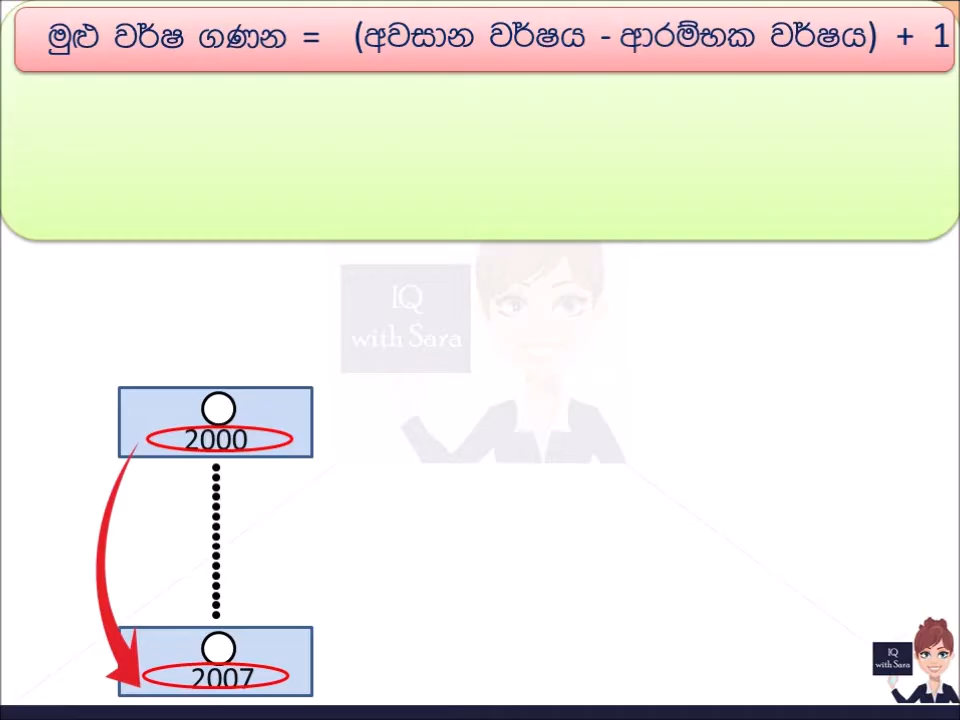 මුළු වර්ෂ ගණන = (අවසාන වර්ෂය - ආරම්භක වර්ෂය) + 1
IQ
with Sara
2000
2007
IQ
with Sara